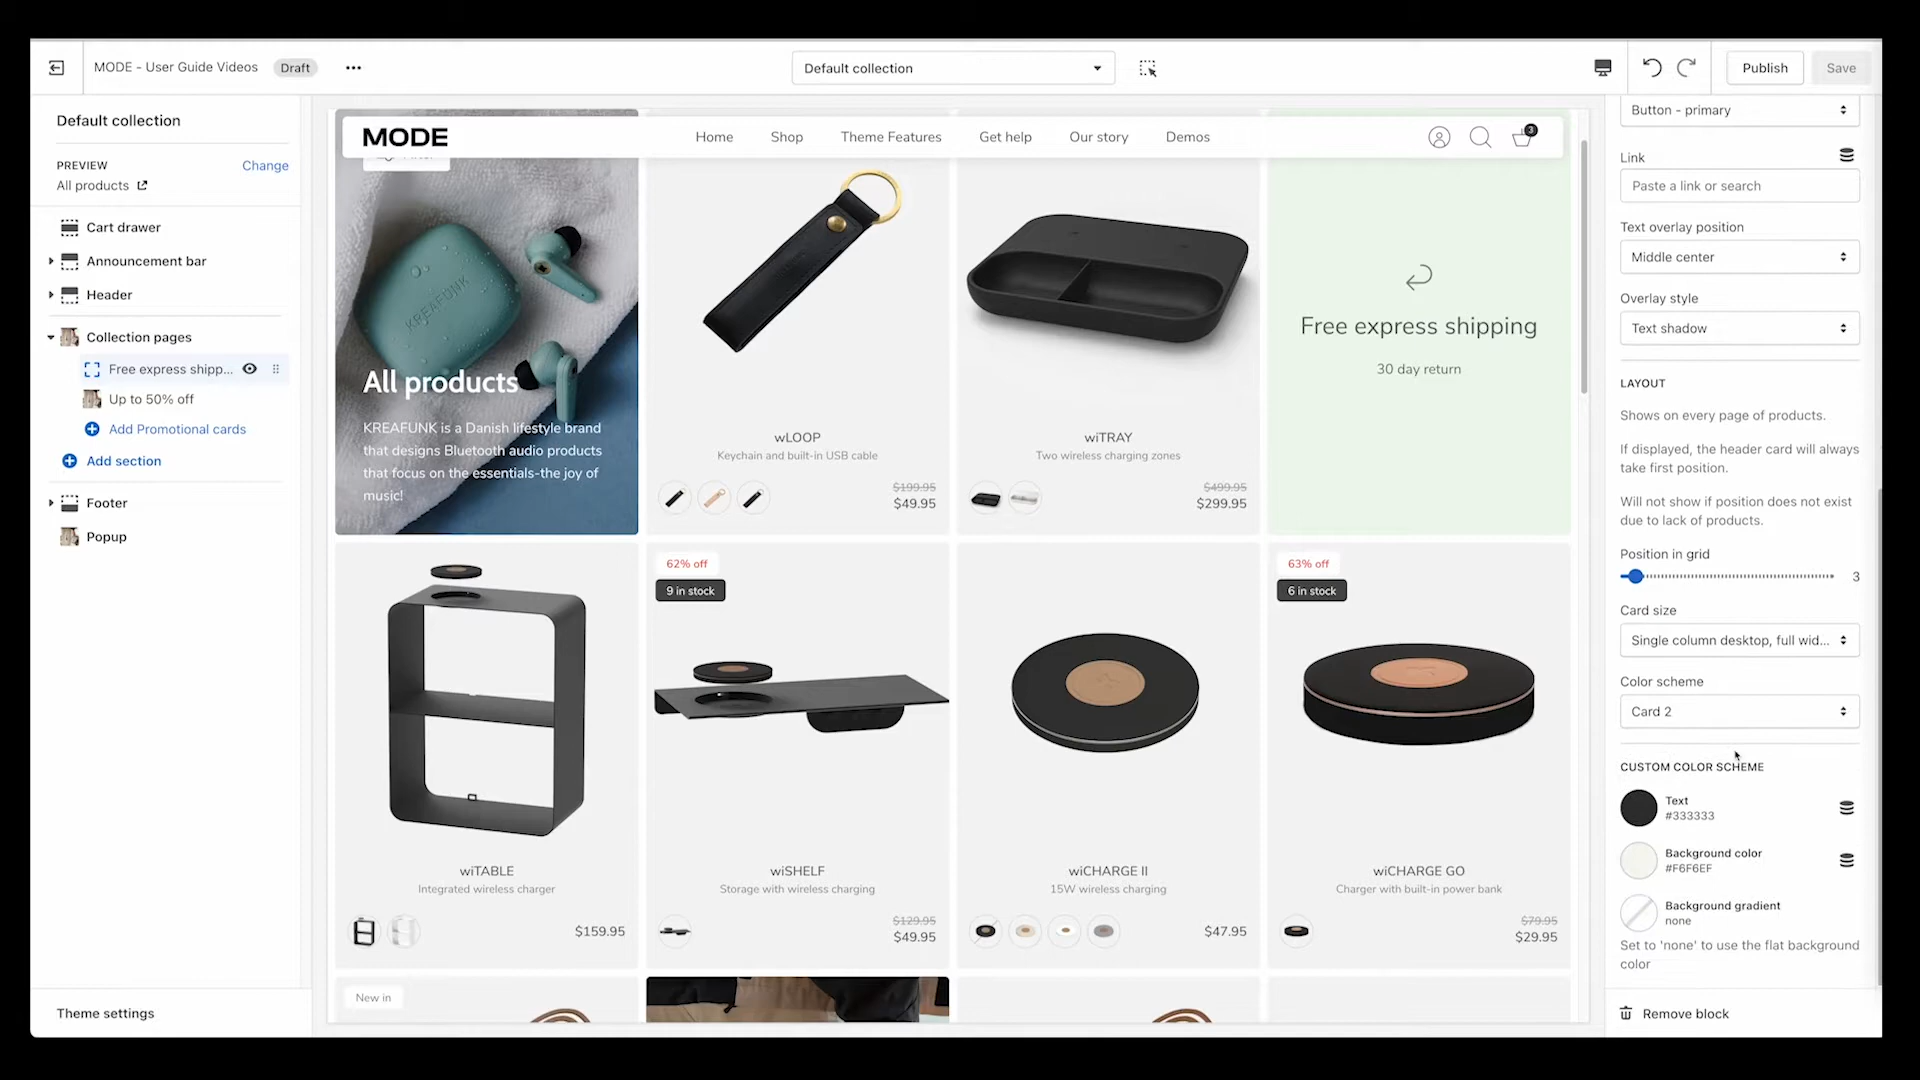 MODE - User Guide Videos
Draft
Default collection
Publish
Save
Default collection
PREVIEW
Change
All products
Cart drawer
Announcement bar
Header
Collection pages
Free express shipp...
Up to 50% off
Add Promotional cards
Add section
Footer
Popup
Theme settings
MODE
Home
Shop
Theme Features
Get help
Our story
Demos
3
KREAFUNK
All products
KREAFUNK is a Danish lifestyle brand
that designs Bluetooth audio products
that focus on the essentials-the joy of
music!
wLOOP
Keychain and built-in USB cable
$199.95
$49.95
wiTRAY
Two wireless charging zones
$499.95
$299.95
Free express shipping
30 day return
wiTABLE
Integrated wireless charger
$159.95
62% off
9 in stock
wiSHELF
Storage with wireless charging
$129.95
$49.95
wiCHARGE II
15W wireless charging
$47.95
63% off
6 in stock
wiCHARGE GO
Charger with built-in power bank
$79.95
$29.95
New in
Button - primary
Link
Paste a link or search
Text overlay position
Middle center
Overlay style
Text shadow
LAYOUT
Shows on every page of products.
If displayed, the header card will always
take first position.
Will not show if position does not exist
due to lack of products.
Position in grid
3
Card size
Single column desktop, full wid...
Color scheme
Card 2
CUSTOM COLOR SCHEME
Text
#333333
Background color
#F6F6EF
Background gradient
none
Set to 'none' to use the flat background
color
Remove block